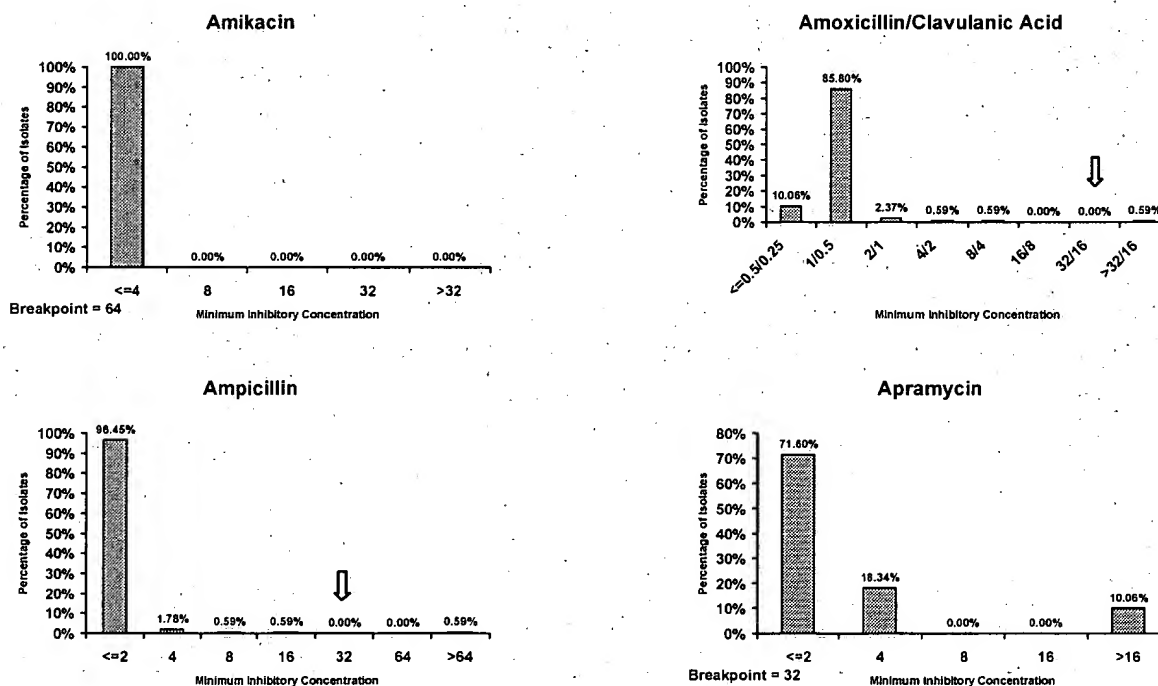 Amikacin
Percentage of Isolates
100%
90%
80%
70%
60%
50%
40%
30%
20%
10%
0%
100.00%
0.00% 0.00% 0.00% 0.00%
<=4 8 16 32 >32
Breakpoint = 64
Minimum Inhibitory Concentration
Amoxicillin/Clavulanic Acid
Percentage of Isolates
100%
90%
80%
70%
60%
50%
40%
30%
20%
10%
0%
10.06% 85.80% 2.37% 0.59% 0.59% 0.00% 0.00% 0.59%
<=0.5/0.25 1/0.5 2/1 4/2 8/4 16/8 32/16 >32/16
Minimum Inhibitory Concentration
Ampicillin
Percentage of Isolates
100%
90%
80%
70%
60%
50%
40%
30%
20%
10%
0%
96.45% 1.78% 0.59% 0.59% 0.00% 0.00% 0.59%
<=2 4 8 16 32 64 >64
Minimum Inhibitory Concentration
Apramycin
Percentage of Isolates
80%
70%
60%
50%
40%
30%
20%
10%
0%
71.60% 18.34% 0.00% 0.00% 10.06%
<=2 4 8 16 >16
Breakpoint = 32
Minimum Inhibitory Concentration